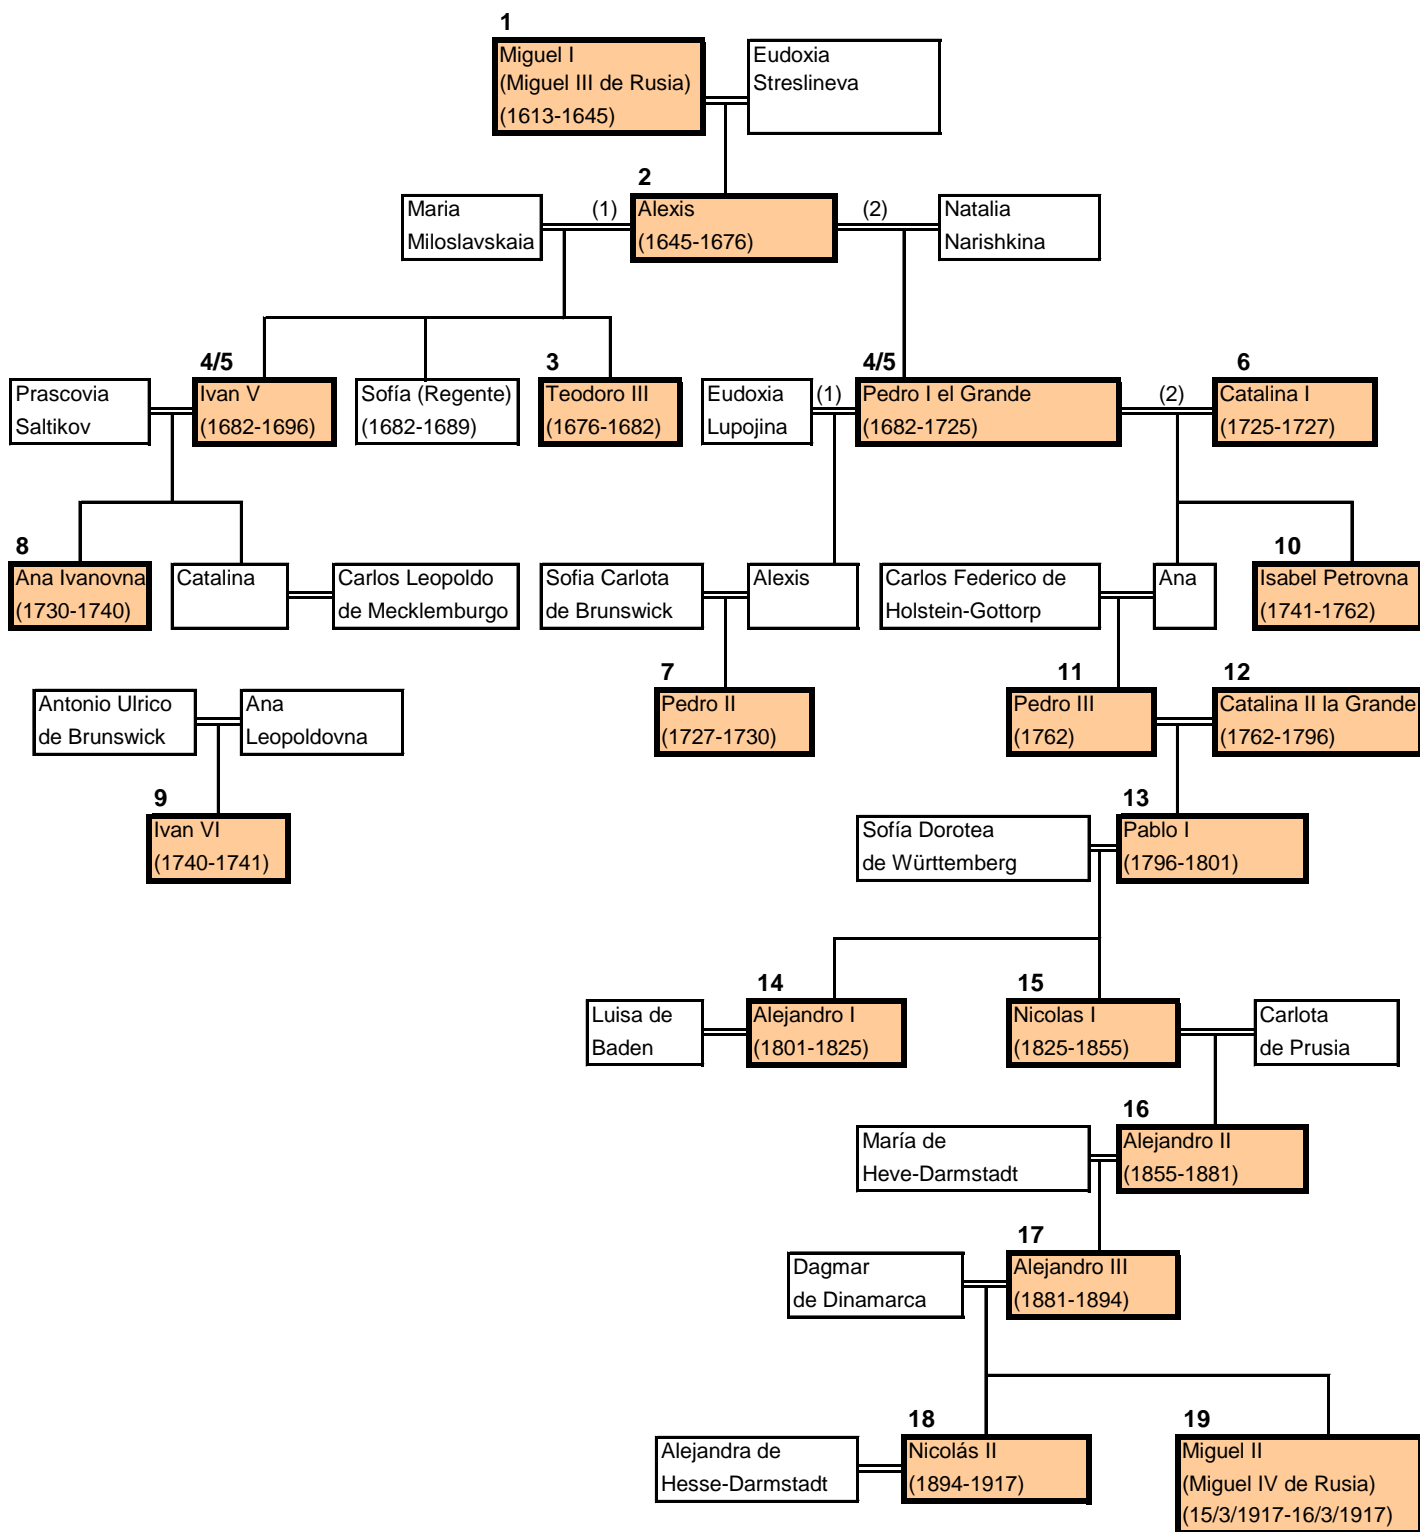 1
Miguel I
(Miguel III de Rusia)
(1613-1645)
Eudoxia
Streslineva
2
Maria
Miloslavskaia
(1)
Alexis
(1645-1676)
(2)
Natalia
Narishkina
4/5
3
4/5
6
Prascovia
Saltikov
Ivan V
(1682-1696)
Sofía (Regente)
(1682-1689)
Teodoro III
(1676-1682)
Eudoxia
Lupojina
(1)
Pedro I el Grande
(1682-1725)
(2)
Catalina I
(1725-1727)
8
10
Ana Ivanovna
(1730-1740)
Catalina
Carlos Leopoldo
de Mecklemburgo
Sofia Carlota
de Brunswick
Alexis
Carlos Federico de
Holstein-Gottorp
Ana
Isabel Petrovna
(1741-1762)
7
11
12
Antonio Ulrico
de Brunswick
Ana
Leopoldovna
Pedro II
(1727-1730)
Pedro III
(1762)
Catalina II la Grande
(1762-1796)
9
13
Ivan VI
(1740-1741)
Sofía Dorotea
de Württemberg
Pablo I
(1796-1801)
14
15
Luisa de
Baden
Alejandro I
(1801-1825)
Nicolas I
(1825-1855)
Carlota
de Prusia
16
María de
Heve-Darmstadt
Alejandro II
(1855-1881)
17
Dagmar
de Dinamarca
Alejandro III
(1881-1894)
18
19
Alejandra de
Hesse-Darmstadt
Nicolás II
(1894-1917)
Miguel II
(Miguel IV de Rusia)
(15/3/1917-16/3/1917)